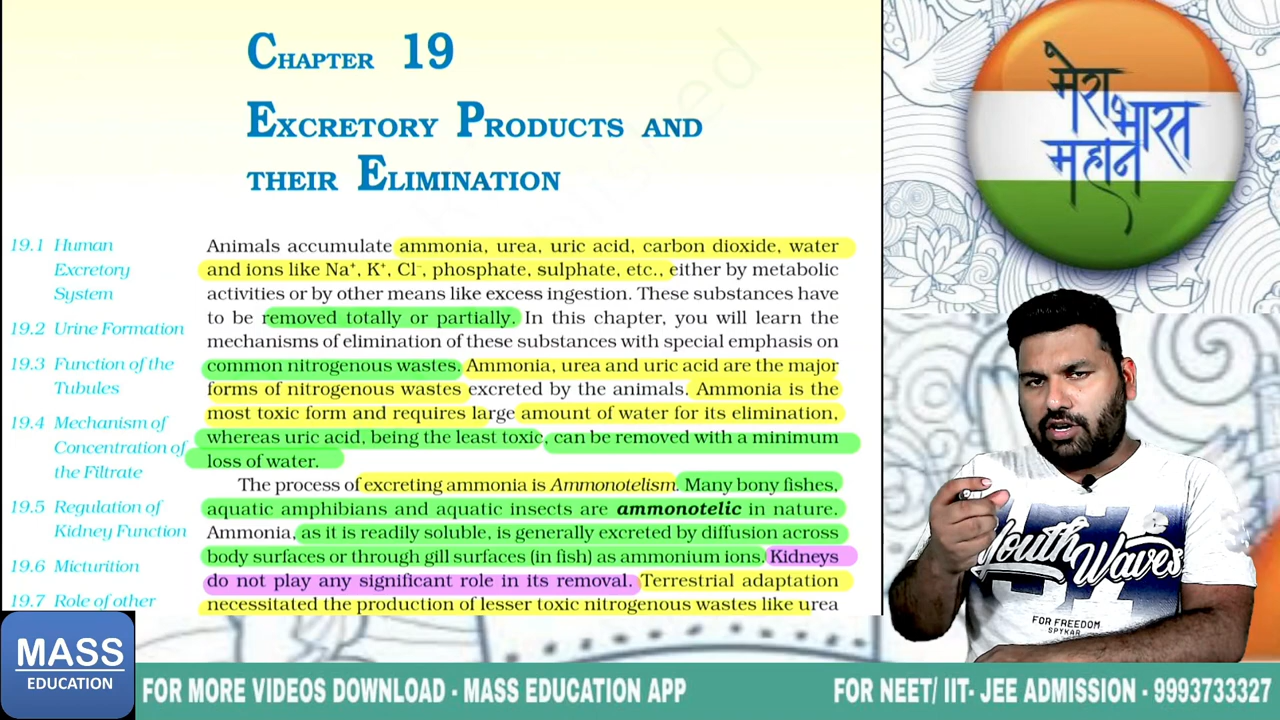 CHAPTER 19
EXCRETORY PRODUCTS AND
THEIR ELIMINATION
19.1 Human
Excretory
System
19.2 Urine Formation
19.3 Function of the
Tubules
19.4 Mechanism of
Concentration of
the Filtrate
19.5 Regulation of
Kidney Function
19.6 Micturition
19.7 Role of other
Animals accumulate ammonia, urea, uric acid, carbon dioxide, water
and ions like Na⁺, K⁺, Cl⁻, phosphate, sulphate, etc., either by metabolic
activities or by other means like excess ingestion. These substances have
to be removed totally or partially. In this chapter, you will learn the
mechanisms of elimination of these substances with special emphasis on
common nitrogenous wastes. Ammonia, urea and uric acid are the major
forms of nitrogenous wastes excreted by the animals. Ammonia is the
most toxic form and requires large amount of water for its elimination,
whereas uric acid, being the least toxic, can be removed with a minimum
loss of water.
The process of excreting ammonia is Ammonotelism. Many bony fishes,
aquatic amphibians and aquatic insects are ammonotelic in nature.
Ammonia, as it is readily soluble, is generally excreted by diffusion across
body surfaces or through gill surfaces (in fish) as ammonium ions. Kidneys
do not play any significant role in its removal. Terrestrial adaptation
necessitated the production of lesser toxic nitrogenous wastes like urea
मेरा
भारत
महान
Youth
Waves
FOR FREEDOM
SPYKAR
MASS
EDUCATION
FOR MORE VIDEOS DOWNLOAD - MASS EDUCATION APP
FOR NEET/ IIT- JEE ADMISSION - 9993733327